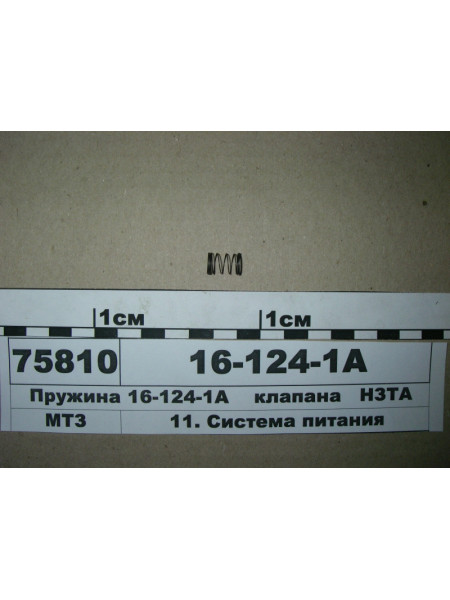 1см 1см
75810 16-124-1А
Пружина 16-124-1А клапана НЗТА
МТЗ 11. Система питания